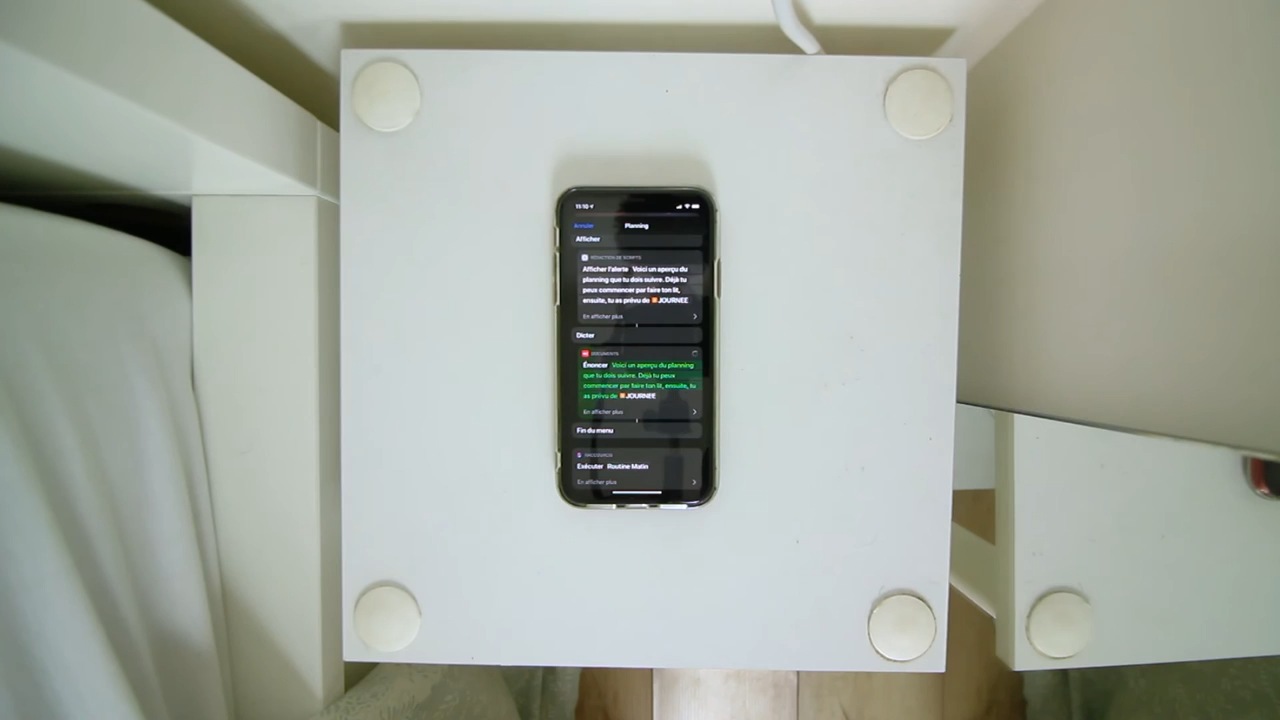 11:10
Annuler Planning
Afficher
RÉDACTION DE SCRIPTS
Afficher l'alerte Voici un aperçu du
planning que tu dois suivre. Déjà tu
peux commencer par faire ton lit,
ensuite, tu as prévu de JOURNEE
En afficher plus
Dicter
DOCUMENTS
Énoncer Voici un aperçu du planning
que tu dois suivre. Déjà tu peux
commencer par faire ton lit, ensuite, tu
as prévu de JOURNEE
En afficher plus
Fin du menu
RACCOURCIS
Exécuter Routine Matin
En afficher plus